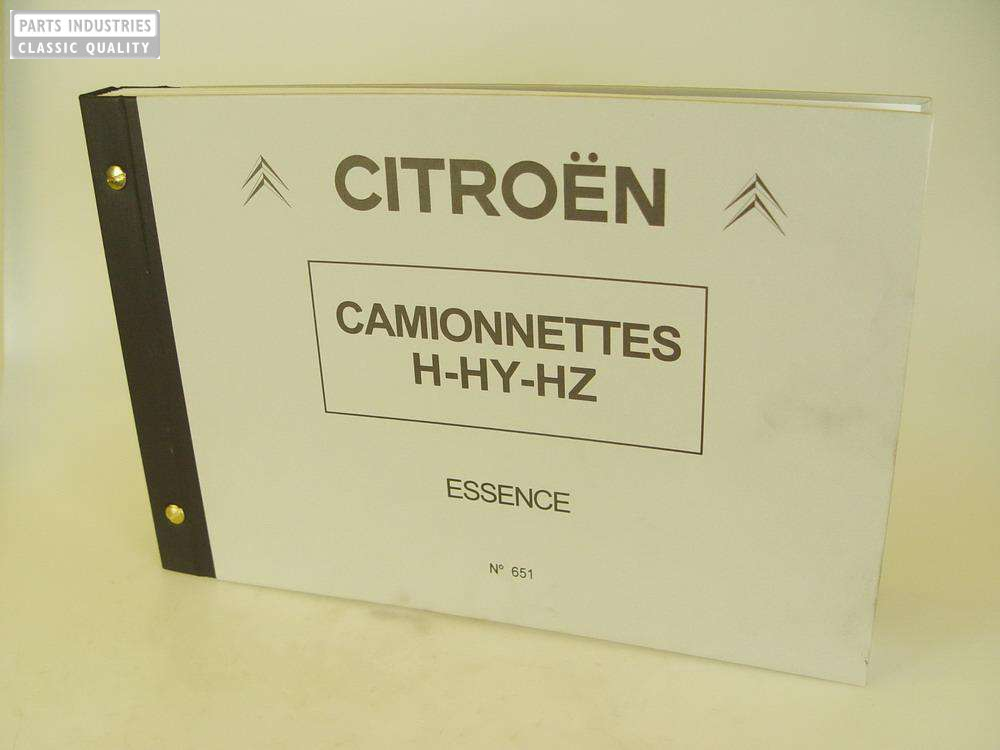 PARTS INDUSTRIES
CLASSIC QUALITY
CITROËN
CAMIONNETTES
H-HY-HZ
ESSENCE
N° 651